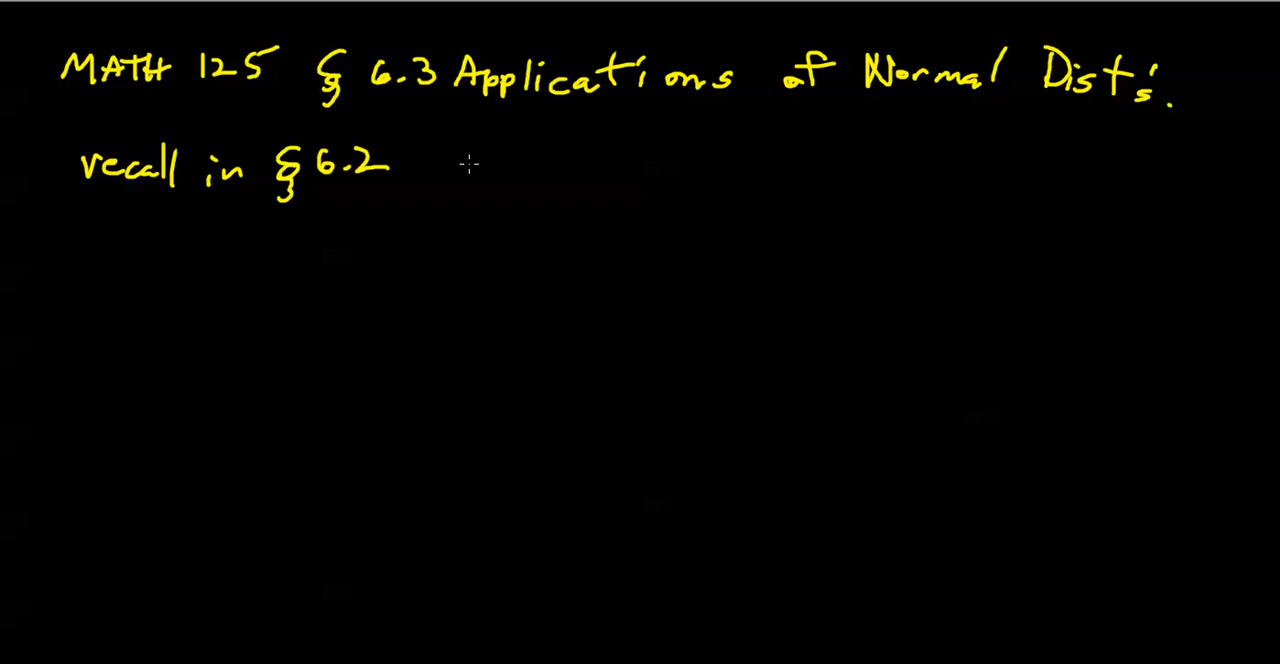 MATH 125 § 6.3 Applications of Normal Dist's.
recall in § 6.2